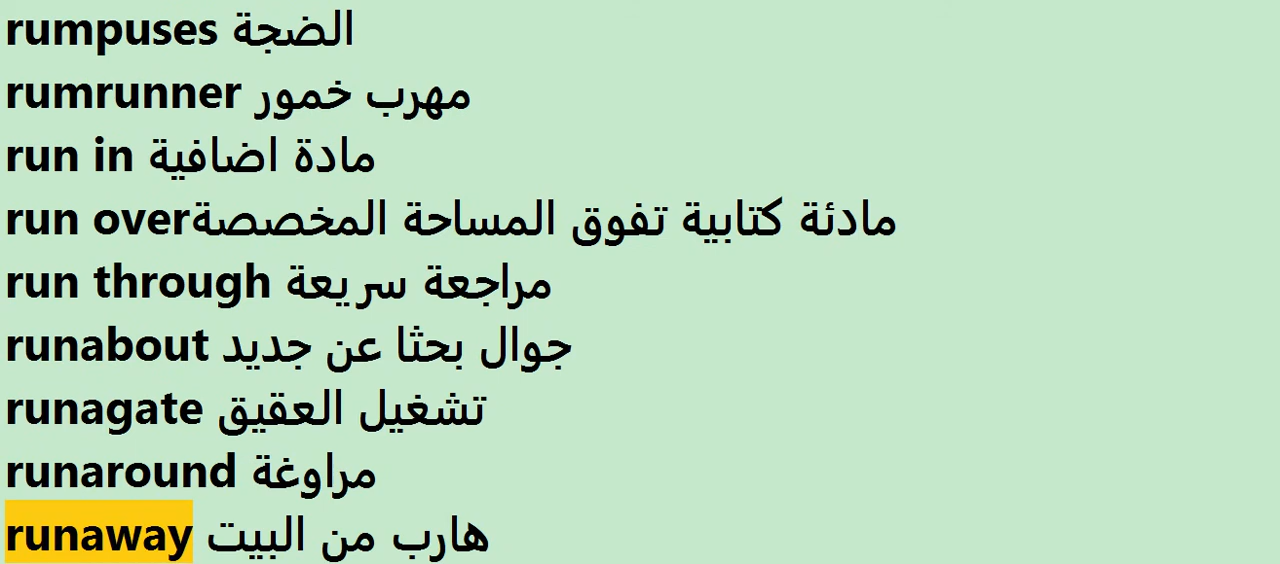 rumpuses الضجة
rumrunner مهرب خمور
run in مادة اضافية
run overمادئة كتابية تفوق المساحة المخصصة
run through مراجعة سريعة
runabout جوال بحثا عن جديد
runagate تشغيل العقيق
runaround مراوغة
runaway هارب من البيت